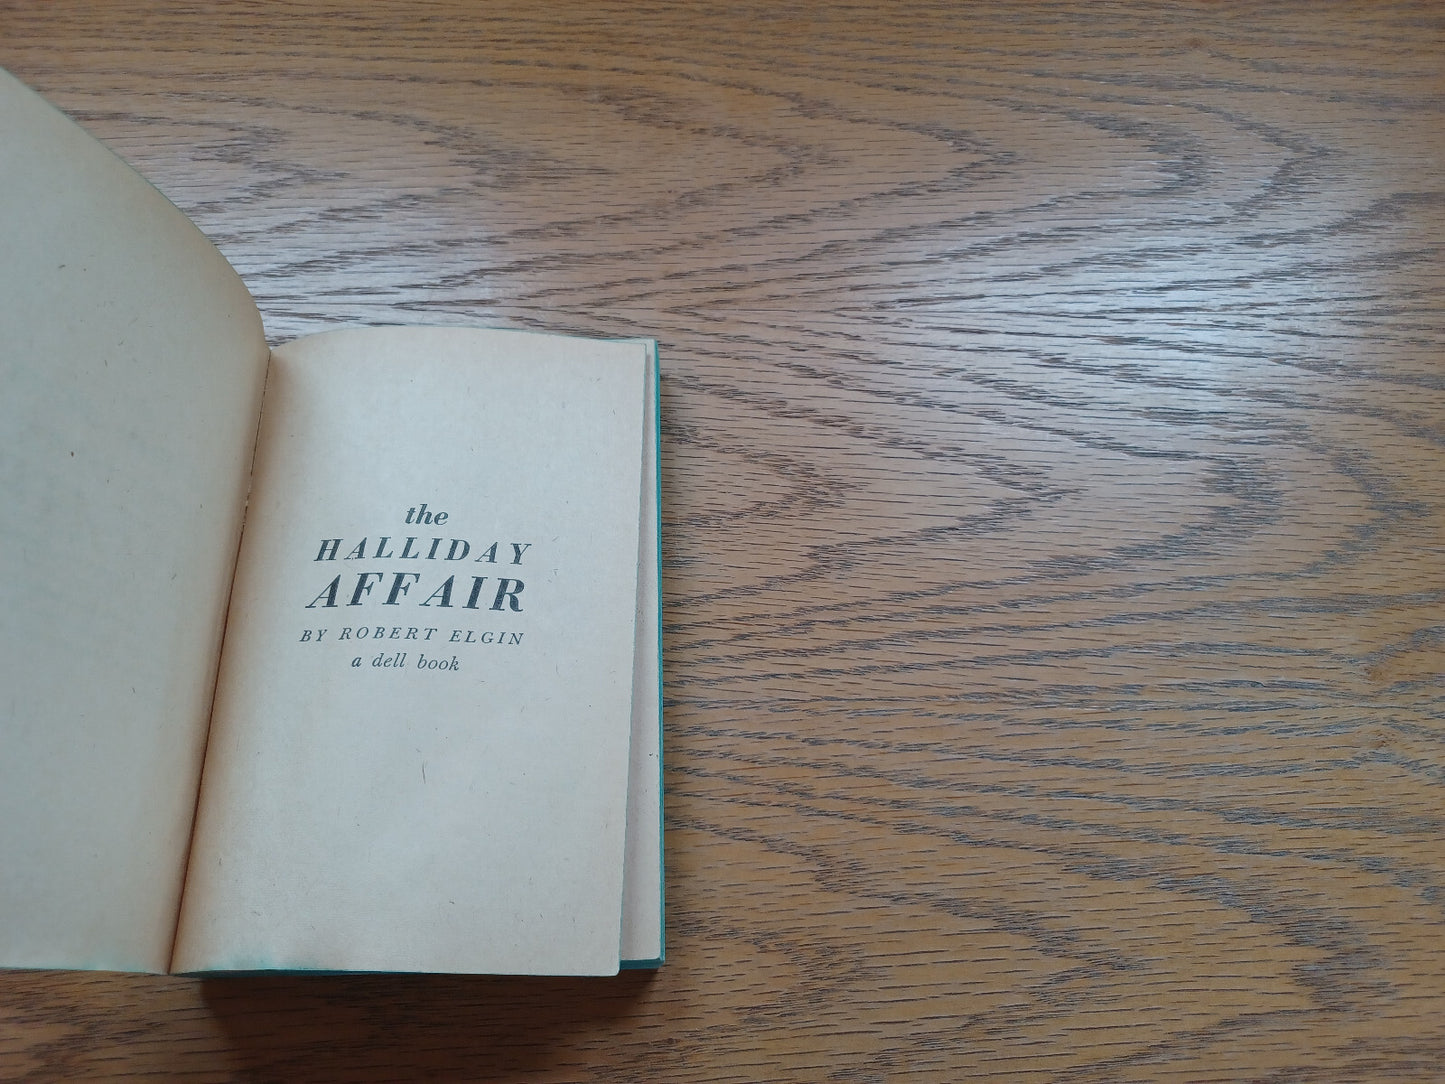 the
HALLIDAY
AFFAIR
BY ROBERT ELGIN
a dell book